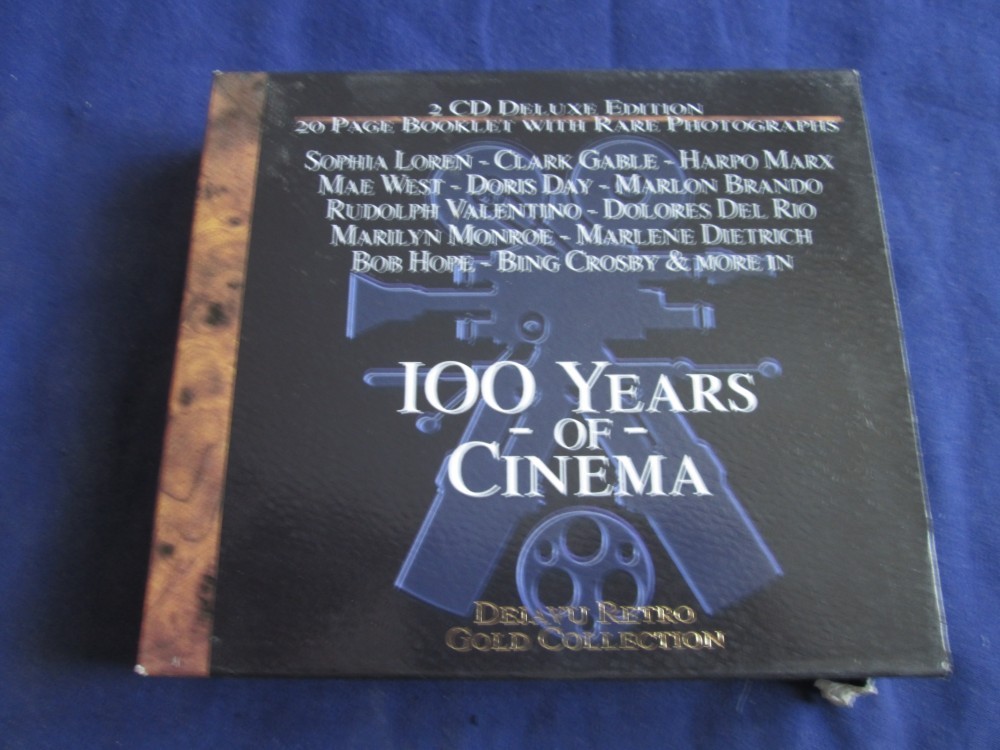 2 CD Deluxe Edition
20 Page Booklet with Rare Photographs
Sophia Loren - Clark Gable - Harpo Marx
Mae West - Doris Day - Marlon Brando
Rudolph Valentino - Dolores Del Rio
Marilyn Monroe - Marlene Dietrich
Bob Hope - Bing Crosby & more in
100 Years
- of -
Cinema
Dejavu Retro
Gold Collection